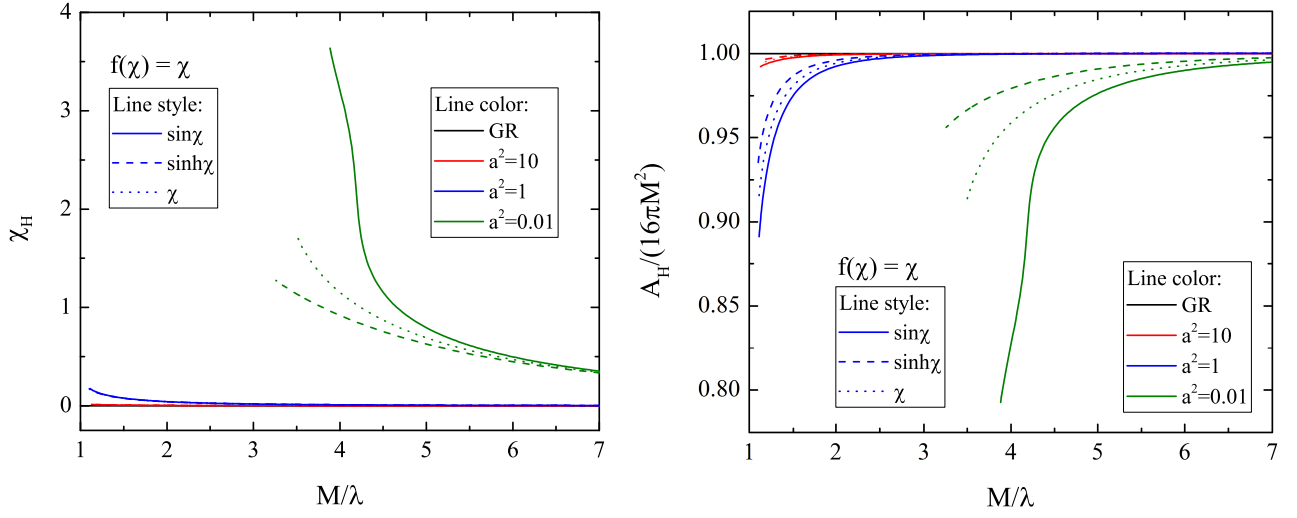 4
3
2
1
0
χ_H
f(χ) = χ
Line style:
sinχ
sinhχ
χ
Line color:
GR
a²=10
a²=1
a²=0.01
1 2 3 4 5 6 7
M/λ
1.00
0.95
0.90
0.85
0.80
A_H/(16πM²)
f(χ) = χ
Line style:
sinχ
sinhχ
χ
Line color:
GR
a²=10
a²=1
a²=0.01
1 2 3 4 5 6 7
M/λ